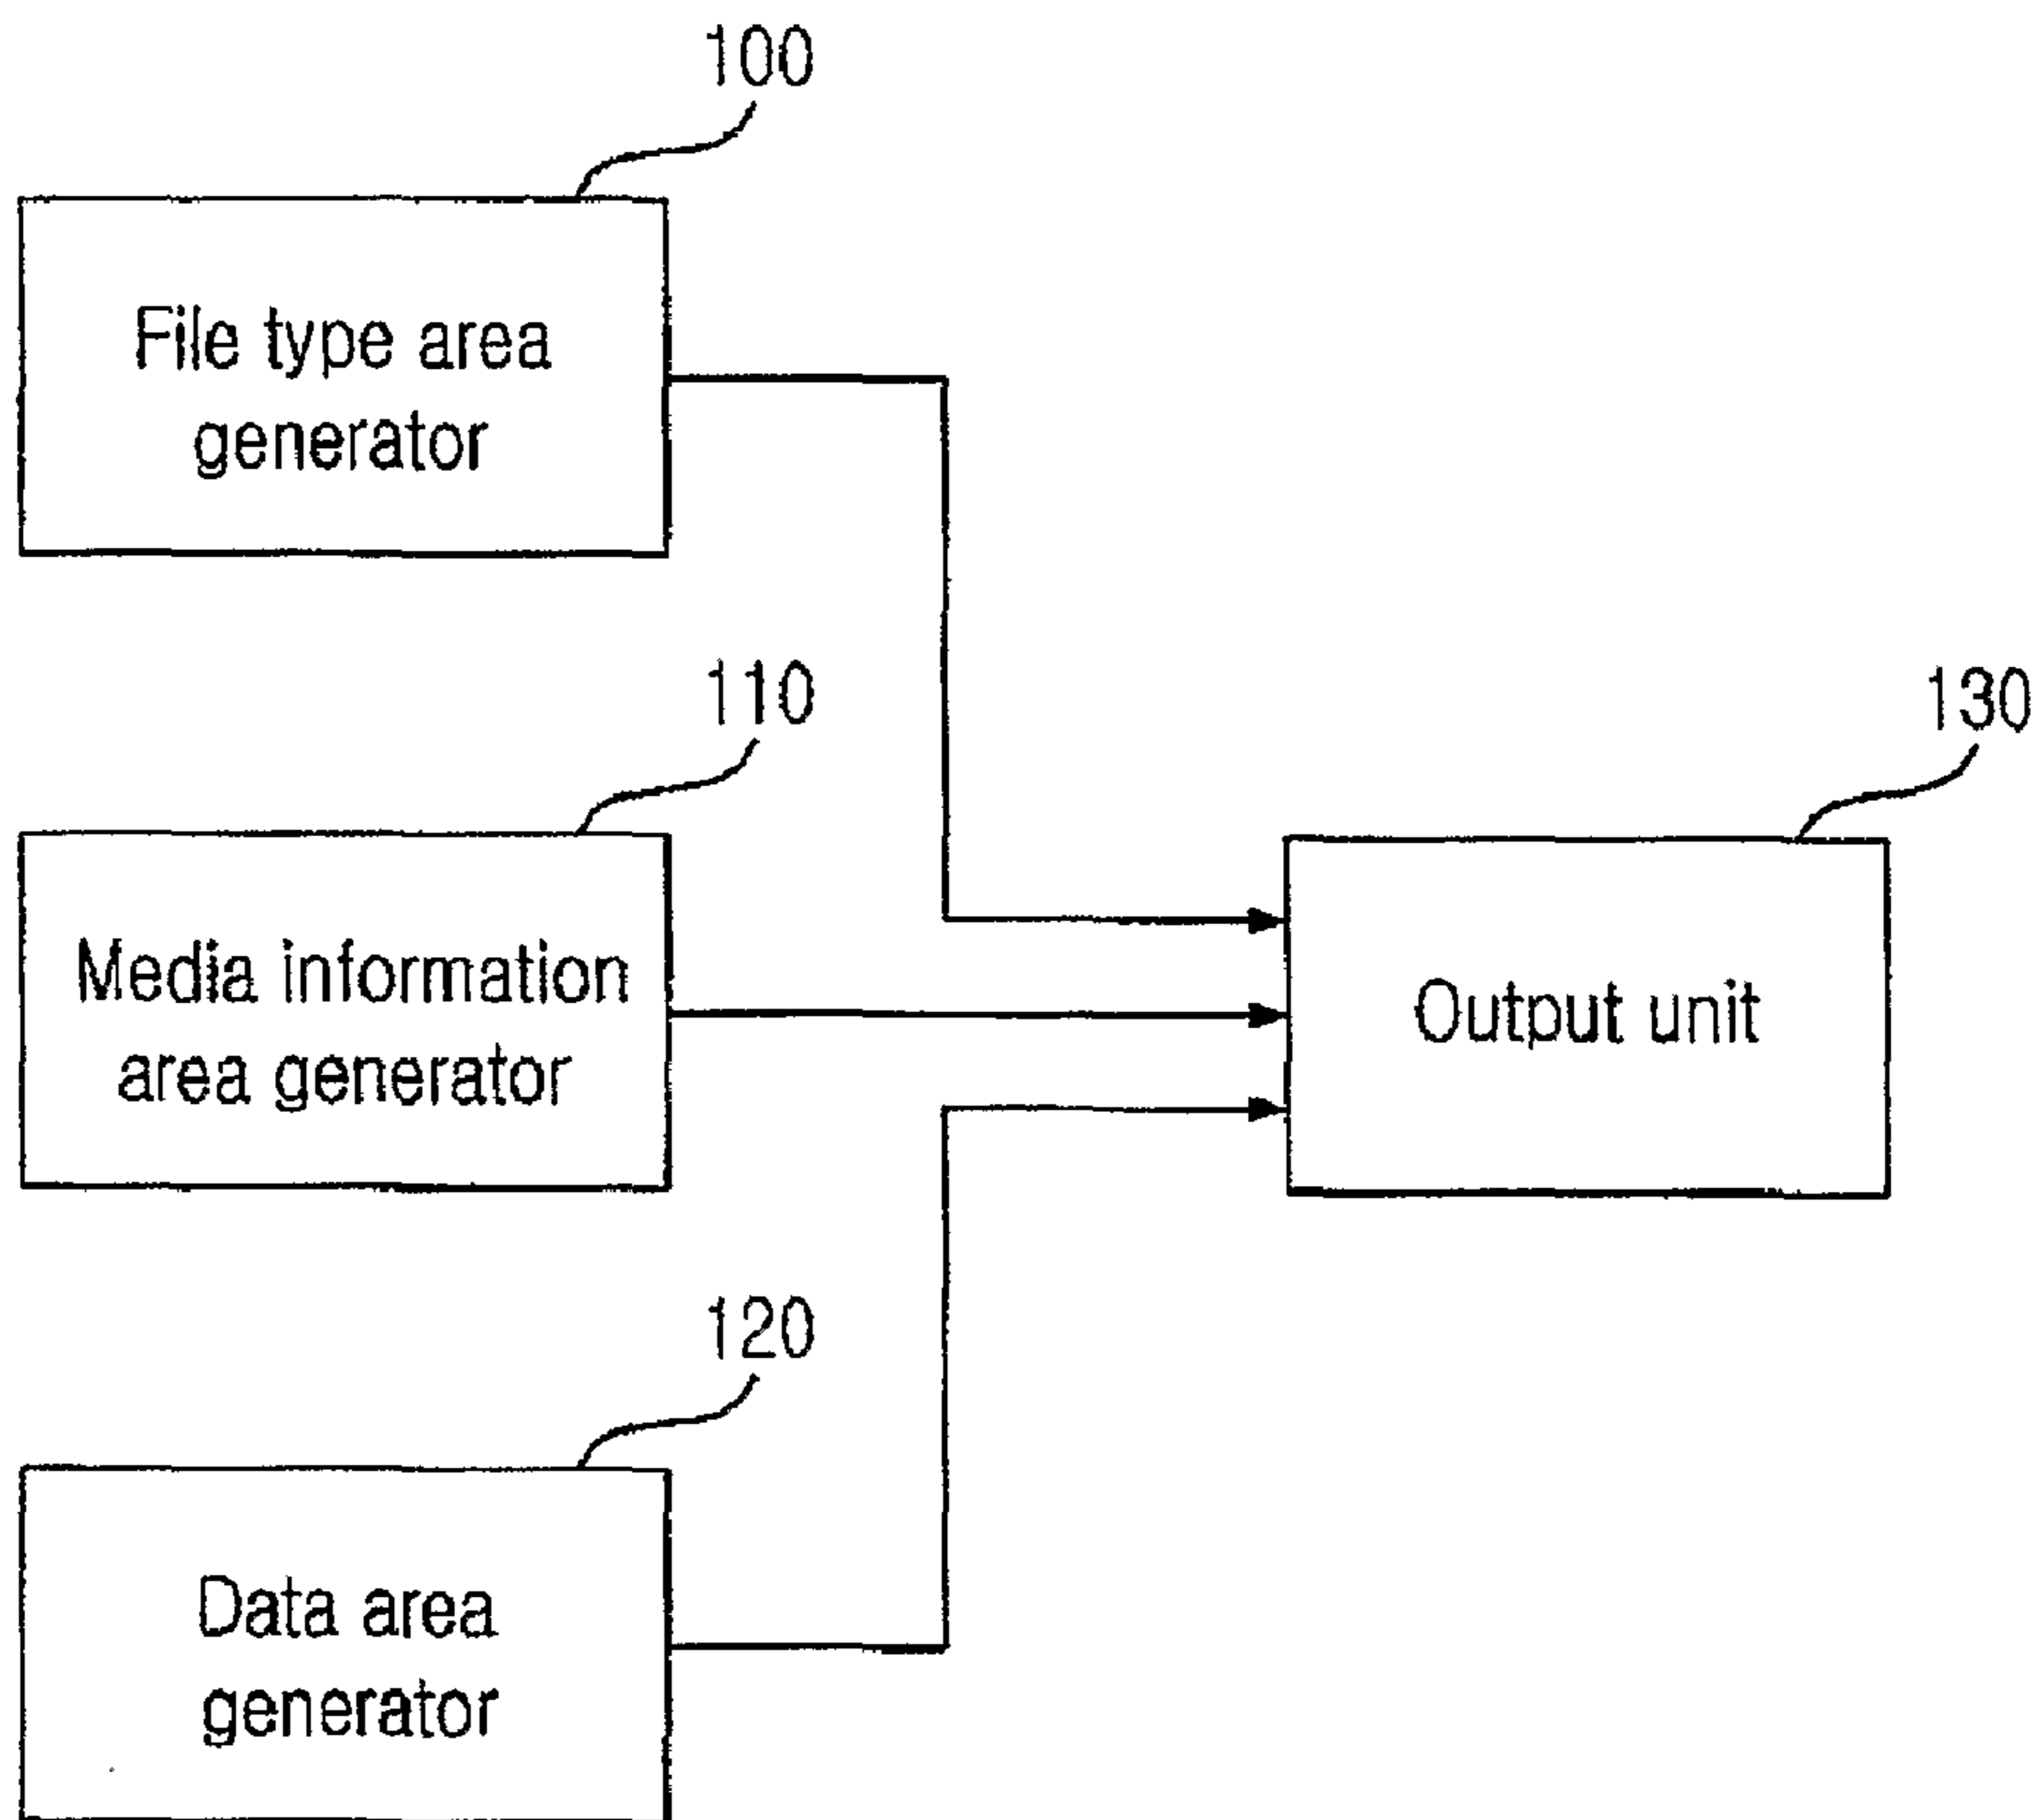 100
File type area
generator
110
Media information
area generator
130
Output unit
120
Data area
generator